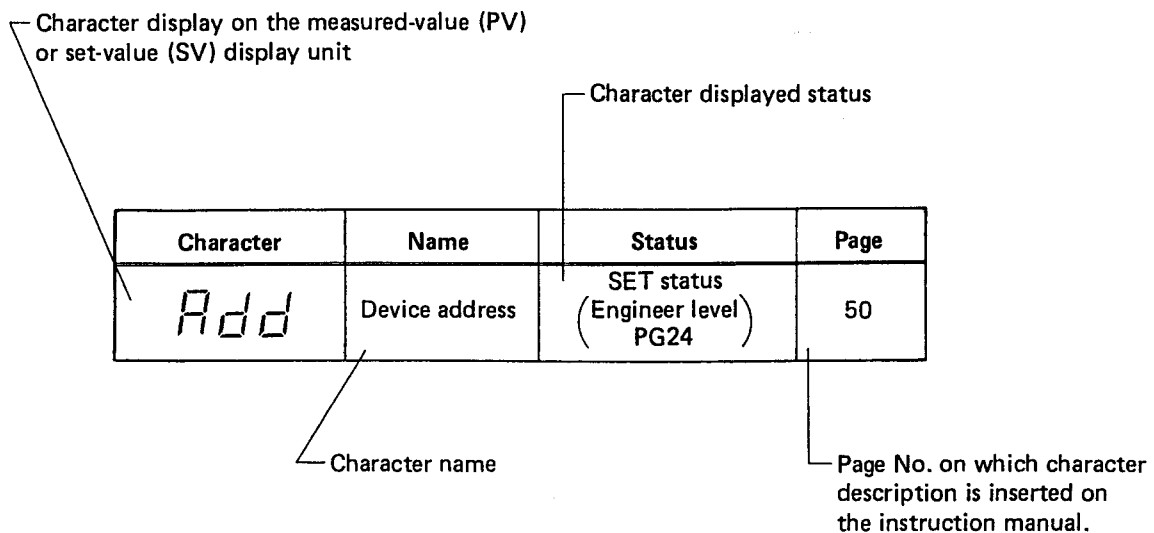 Character display on the measured-value (PV)
or set-value (SV) display unit
Character displayed status
Character Name Status Page
Add Device address SET status (Engineer level PG24) 50
Character name
Page No. on which character
description is inserted on
the instruction manual.